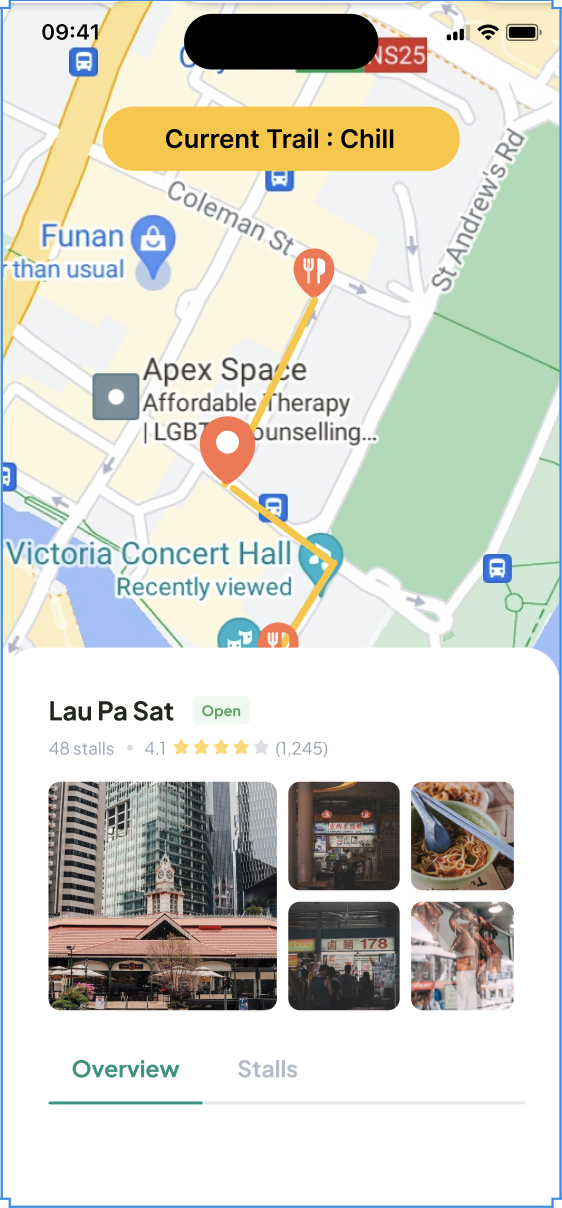 09:41
NS25
Current Trail : Chill
Coleman St
St Andrew's Rd
Funan
r than usual
Apex Space
Affordable Therapy
| LGBT ounselling...
Victoria Concert Hall
Recently viewed
Lau Pa Sat
Open
48 stalls • 4.1 (1,245)
卤 麵 178
Overview
Stalls